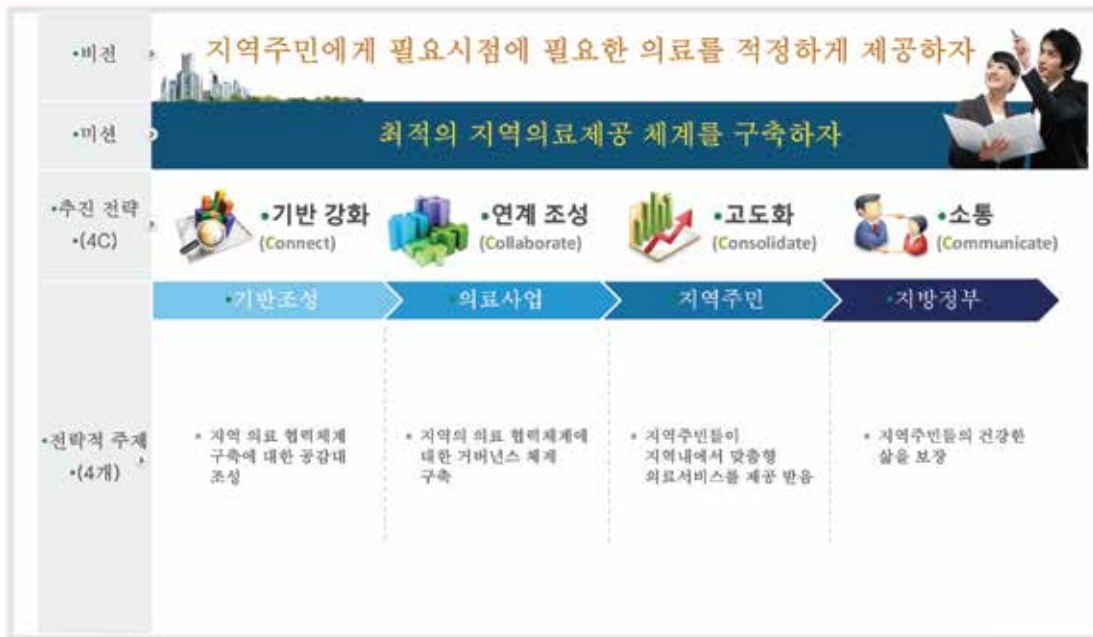 •비전
지역주민에게 필요시점에 필요한 의료를 적정하게 제공하자
•미션
최적의 지역의료제공 체계를 구축하자
•추진 전략
•(4C)
•기반 강화
(Connect)
•연계 조성
(Collaborate)
•고도화
(Consolidate)
•소통
(Communicate)
•기반조성
•의료사업
•지역주민
•지방정부
•전략적 주제
•(4개)
• 지역 의료 협력체계
구축에 대한 공감대
조성
• 지역의 의료 협력체계에
대한 거버넌스 체계
구축
• 지역주민들이
지역내에서 맞춤형
의료서비스를 제공 받음
• 지역주민들의 건강한
삶을 보장